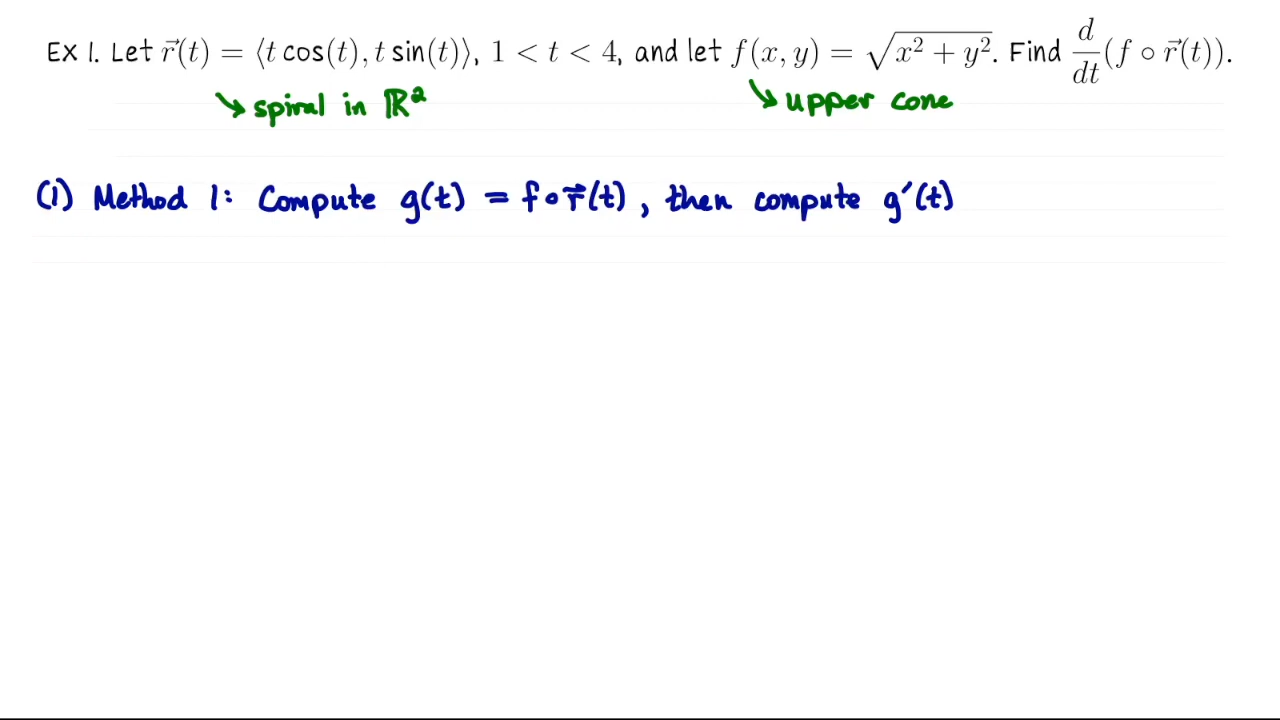 Ex 1. Let r⃗(t) = ⟨t cos(t), t sin(t)⟩, 1 < t < 4, and let f(x, y) = √(x² + y²). Find d/dt (f ∘ r⃗(t)).
↘ spiral in ℝ² ↘ upper cone
(1) Method 1: Compute g(t) = f∘r⃗(t), then compute g′(t)